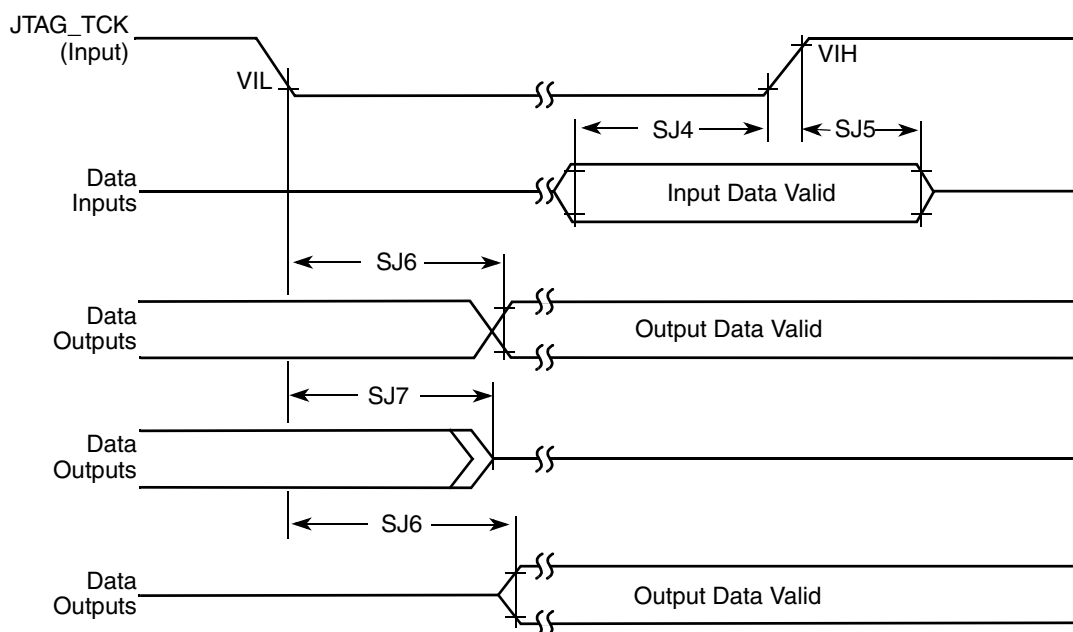 JTAG_TCK
(Input)
VIL
VIH
SJ4
SJ5
Data
Inputs
Input Data Valid
SJ6
Data
Outputs
Output Data Valid
SJ7
Data
Outputs
SJ6
Data
Outputs
Output Data Valid